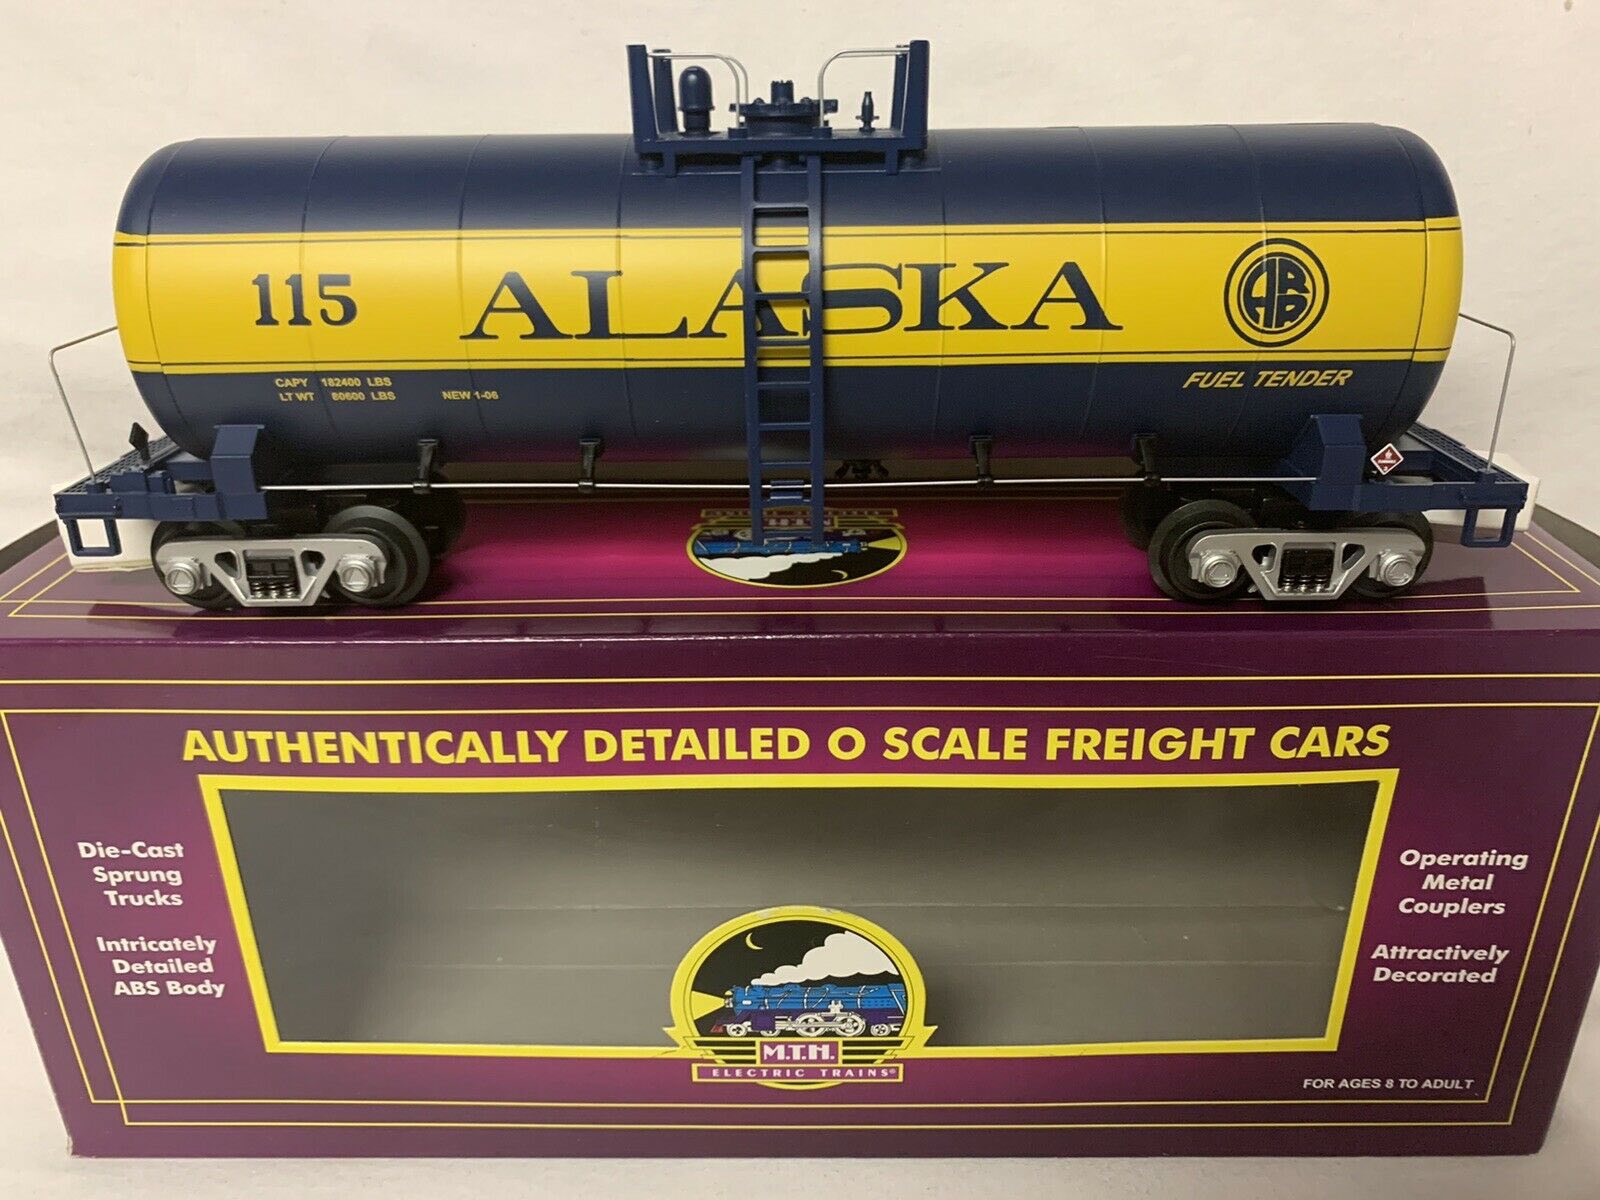 115 ALASKA
CAPY 182400 LBS
LT WT 80600 LBS NEW 1-06
FUEL TENDER
AUTHENTICALLY DETAILED O SCALE FREIGHT CARS
Die-Cast
Sprung
Trucks
Intricately
Detailed
ABS Body
Operating
Metal
Couplers
Attractively
Decorated
M.T.H.
ELECTRIC TRAINS®
FOR AGES 8 TO ADULT